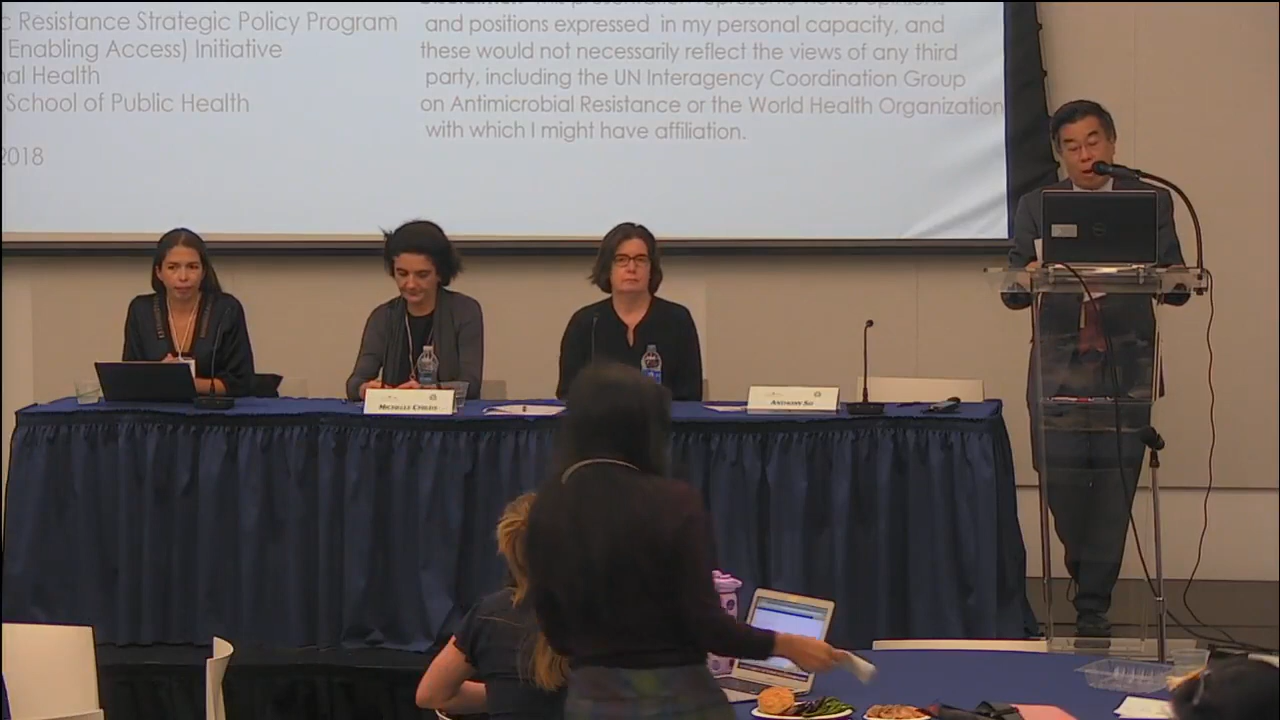 c Resistance Strategic Policy Program
Enabling Access) Initiative
nal Health
School of Public Health
2018
and positions expressed in my personal capacity, and
these would not necessarily reflect the views of any third
party, including the UN Interagency Coordination Group
on Antimicrobial Resistance or the World Health Organization
with which I might have affiliation.
Michelle Childs
Anthony So